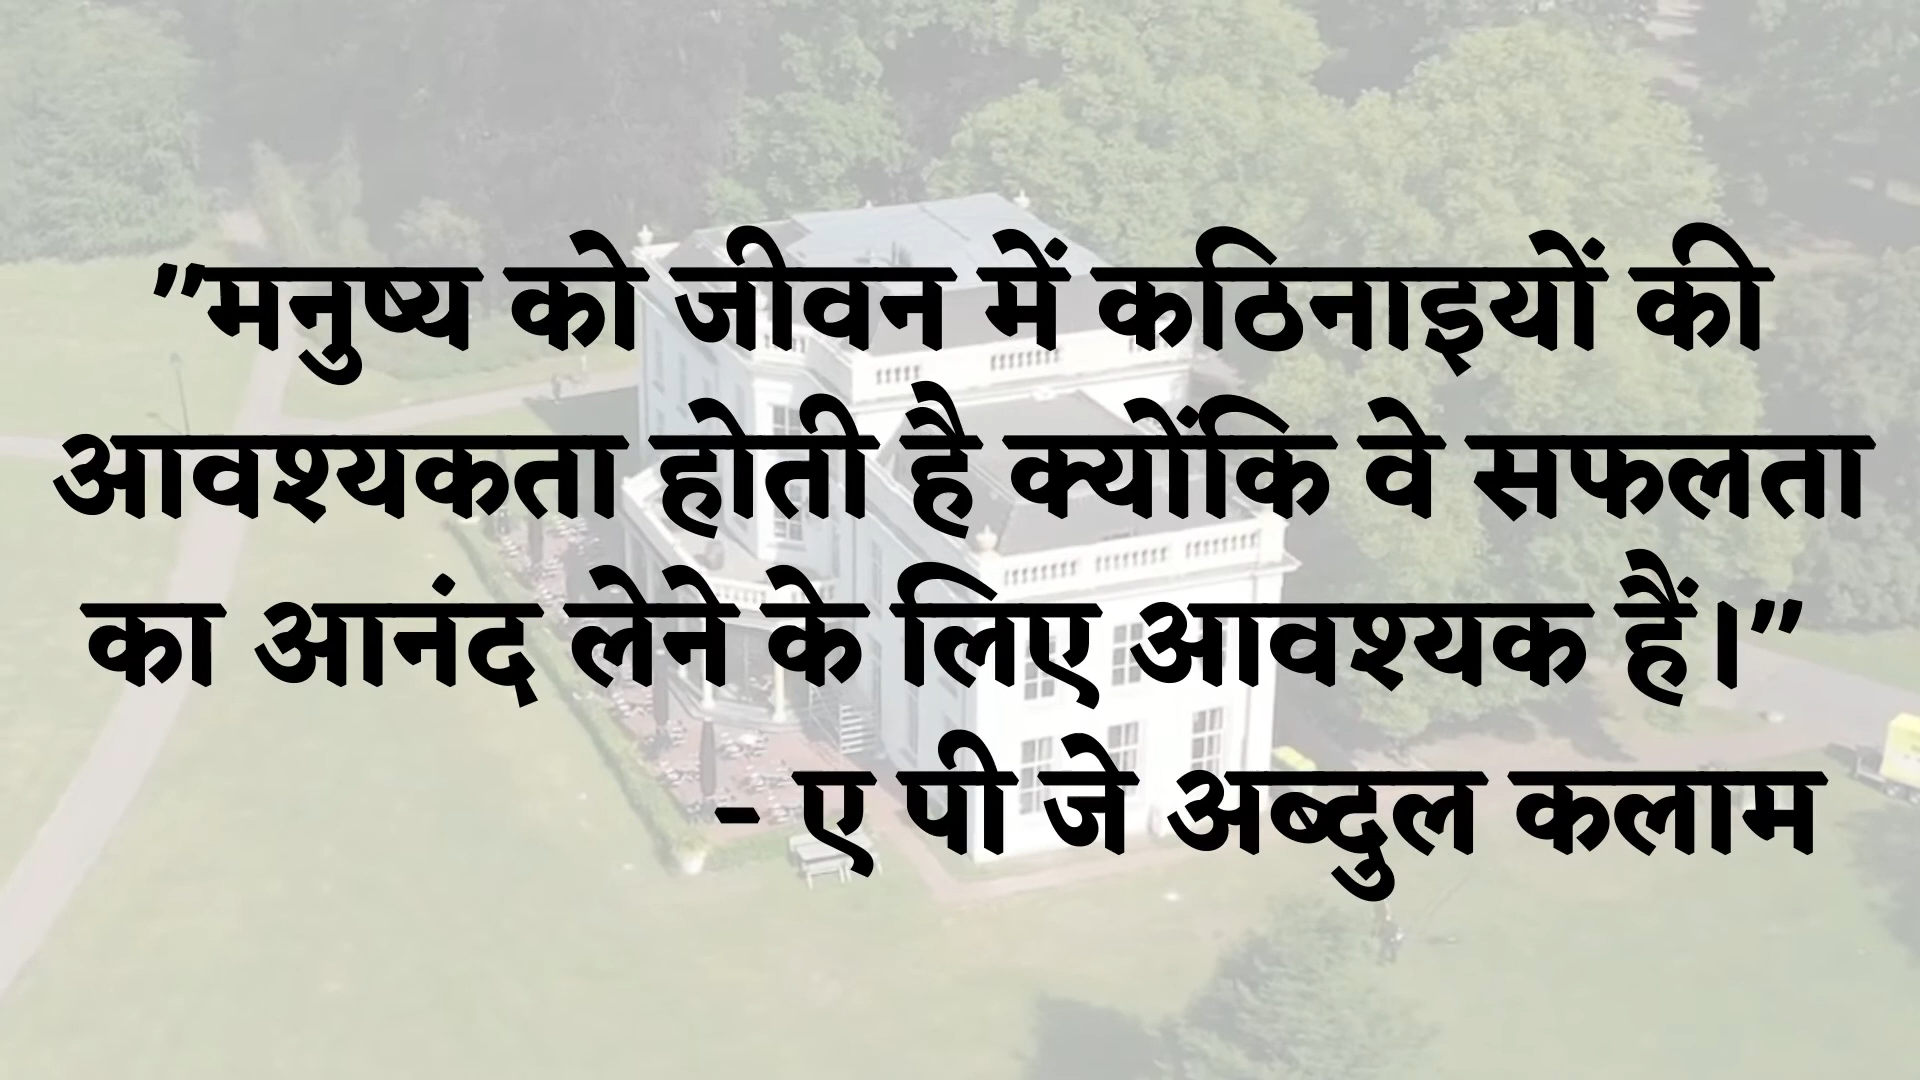 "मनुष्य को जीवन में कठिनाइयों की
आवश्यकता होती है क्योंकि वे सफलता
का आनंद लेने के लिए आवश्यक हैं।"
- ए पी जे अब्दुल कलाम